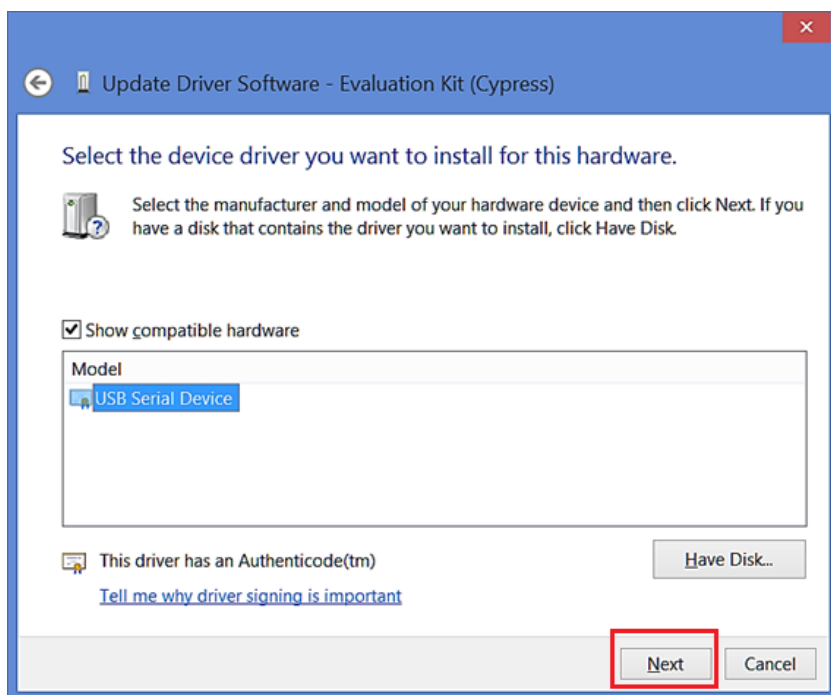 Update Driver Software - Evaluation Kit (Cypress)
Select the device driver you want to install for this hardware.
Select the manufacturer and model of your hardware device and then click Next. If you
have a disk that contains the driver you want to install, click Have Disk.
Show compatible hardware
Model
USB Serial Device
This driver has an Authenticode(tm)
Have Disk...
Tell me why driver signing is important
Next
Cancel